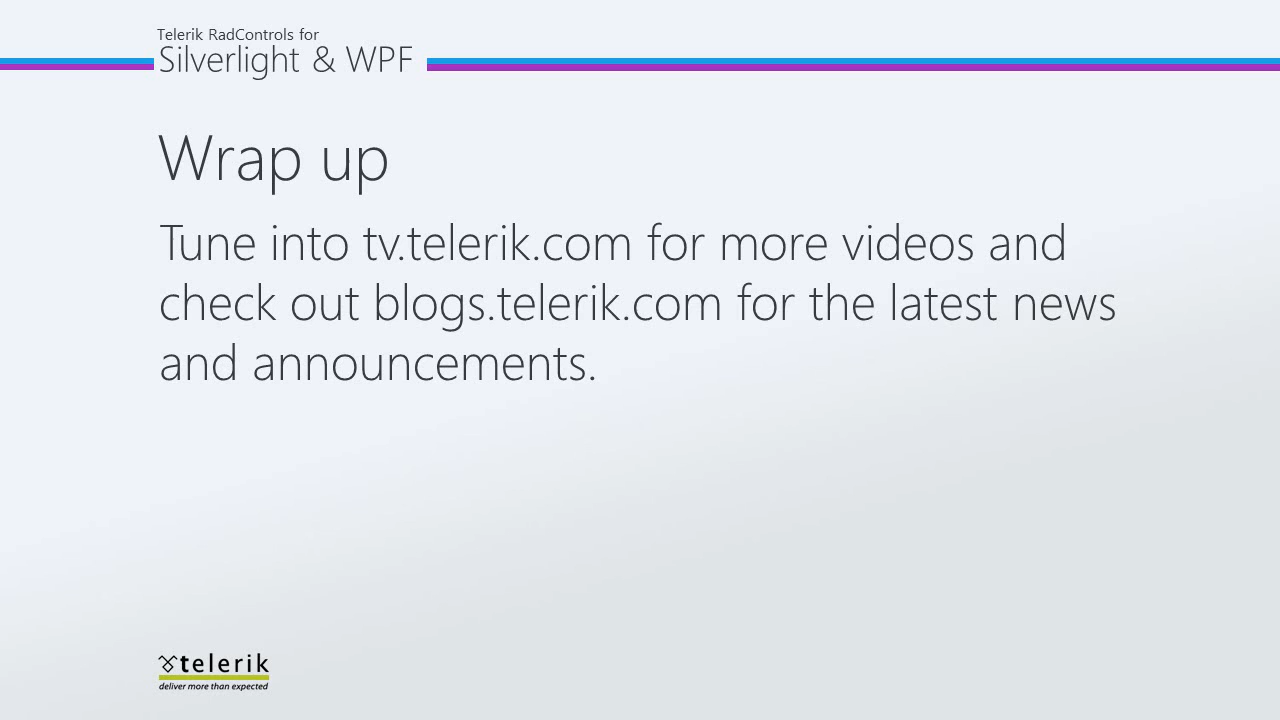 Telerik RadControls for
Silverlight & WPF
Wrap up
Tune into tv.telerik.com for more videos and
check out blogs.telerik.com for the latest news
and announcements.
telerik
deliver more than expected